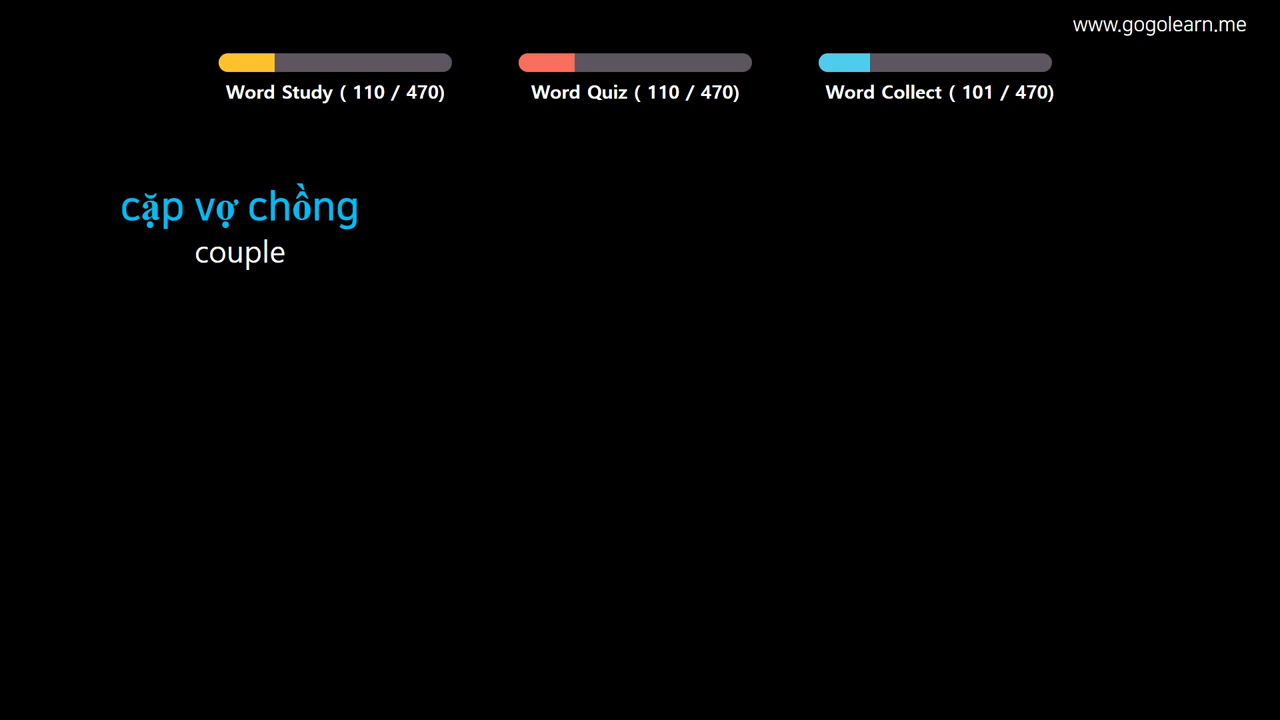 www.gogolearn.me
Word Study ( 110 / 470)
Word Quiz ( 110 / 470)
Word Collect ( 101 / 470)
cặp vợ chồng
couple